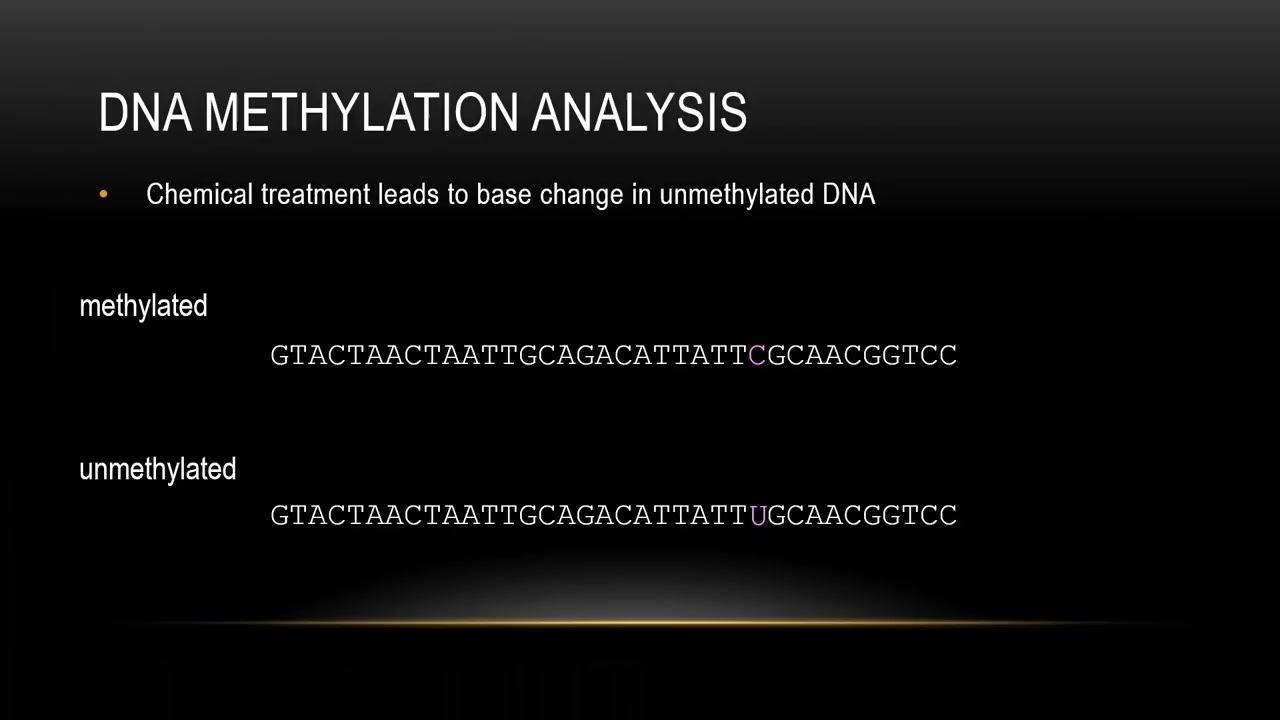 DNA METHYLATION ANALYSIS
• Chemical treatment leads to base change in unmethylated DNA
methylated
GTACTAACTAATTGCAGACATTATTCGCAACGGTCC
unmethylated
GTACTAACTAATTGCAGACATTATTUGCAACGGTCC